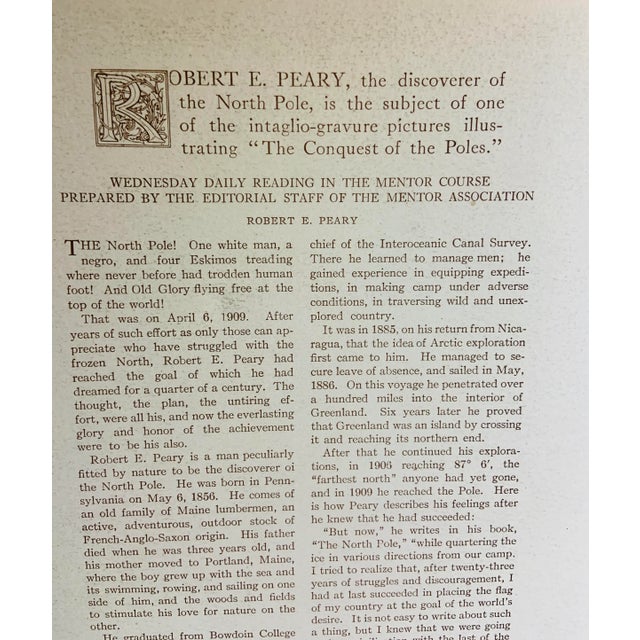 ROBERT E. PEARY, the discoverer of
the North Pole, is the subject of one
of the intaglio-gravure pictures illus-
trating "The Conquest of the Poles."
WEDNESDAY DAILY READING IN THE MENTOR COURSE
PREPARED BY THE EDITORIAL STAFF OF THE MENTOR ASSOCIATION
ROBERT E. PEARY
THE North Pole! One white man, a
negro, and four Eskimos treading
where never before had trodden human
foot! And Old Glory flying free at the
top of the world!
That was on April 6, 1909. After
years of such effort as only those can ap-
preciate who have struggled with the
frozen North, Robert E. Peary had
reached the goal of which he had
dreamed for a quarter of a century. The
thought, the plan, the untiring ef-
fort, were all his, and now the everlasting
glory and honor of the achievement
were to be his also.
Robert E. Peary is a man peculiarly
fitted by nature to be the discoverer of
the North Pole. He was born in Penn-
sylvania on May 6, 1856. He comes of
an old family of Maine lumbermen, an
active, adventurous, outdoor stock of
French-Anglo-Saxon origin. His father
died when he was three years old, and
his mother moved to Portland, Maine,
where the boy grew up with the sea and
its swimming, rowing, and sailing on one
side of him, and the woods and fields
to stimulate his love for nature on the
other.
He graduated from Bowdoin College
chief of the Interoceanic Canal Survey.
There he learned to manage men; he
gained experience in equipping expedi-
tions, in making camp under adverse
conditions, in traversing wild and unex-
plored country.
It was in 1885, on his return from Nica-
ragua, that the idea of Arctic exploration
first came to him. He managed to se-
cure leave of absence, and sailed in May,
1886. On this voyage he penetrated over
a hundred miles into the interior of
Greenland. Six years later he proved
that Greenland was an island by crossing
it and reaching its northern end.
After that he continued his explora-
tions, in 1906 reaching 87° 6′, the
"farthest north" anyone had yet gone,
and in 1909 he reached the Pole. Here
is how Peary describes his feelings after
he knew that he had succeeded:
"But now," he writes in his book,
"The North Pole," "while quartering the
ice in various directions from our camp,
I tried to realize that, after twenty-three
years of struggles and discouragement, I
had at last succeeded in placing the flag
of my country at the goal of the world's
desire. It is not easy to write about such
a thing, but I knew that we were going
with the last of the